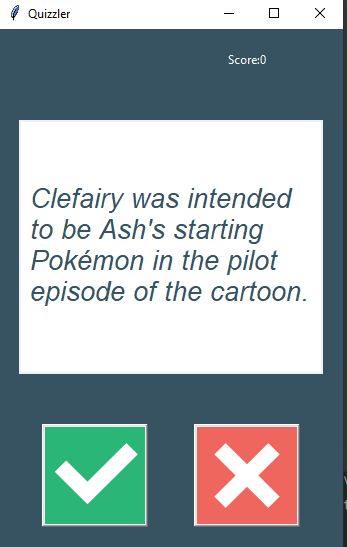 Quizzler
Score:0
Clefairy was intended
to be Ash's starting
Pokémon in the pilot
episode of the cartoon.